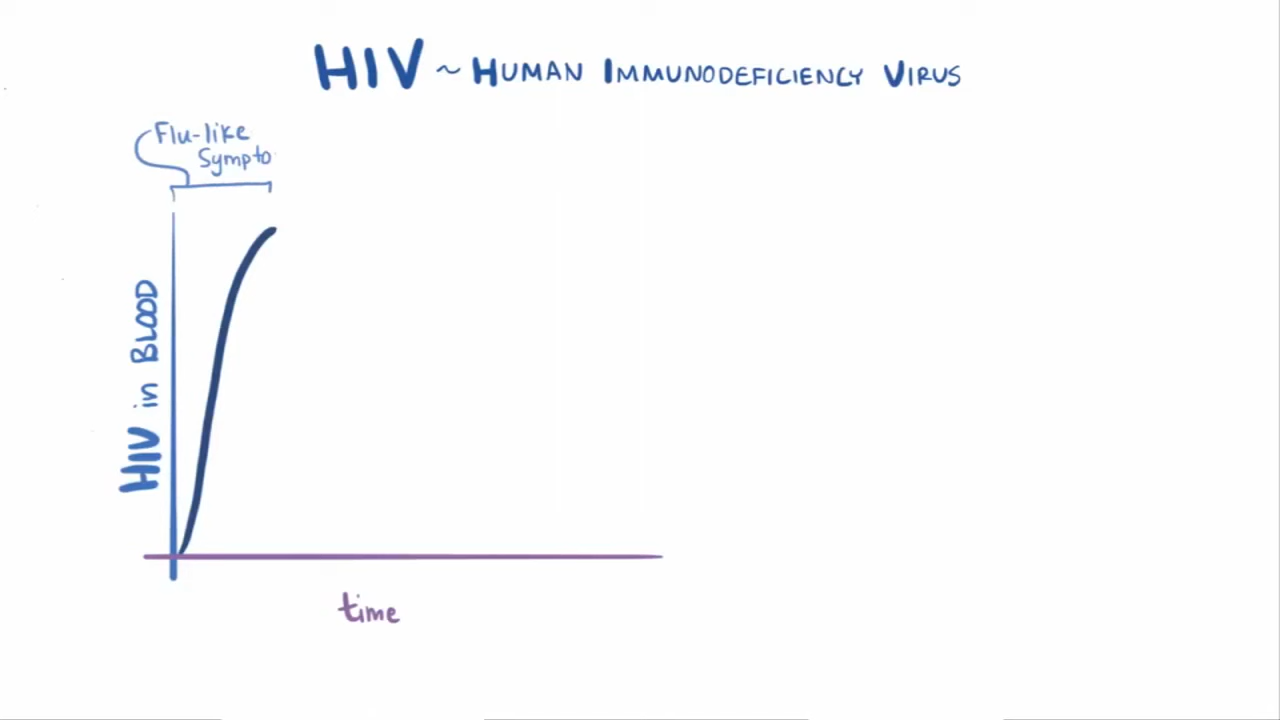 HIV ~ HUMAN IMMUNODEFICIENCY VIRUS
Flu-like
Sympto
HIV in BLOOD
time